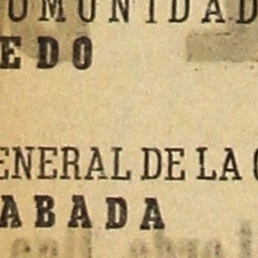 OMUNIDAD
EDO
ENERAL DE LA
ABADA